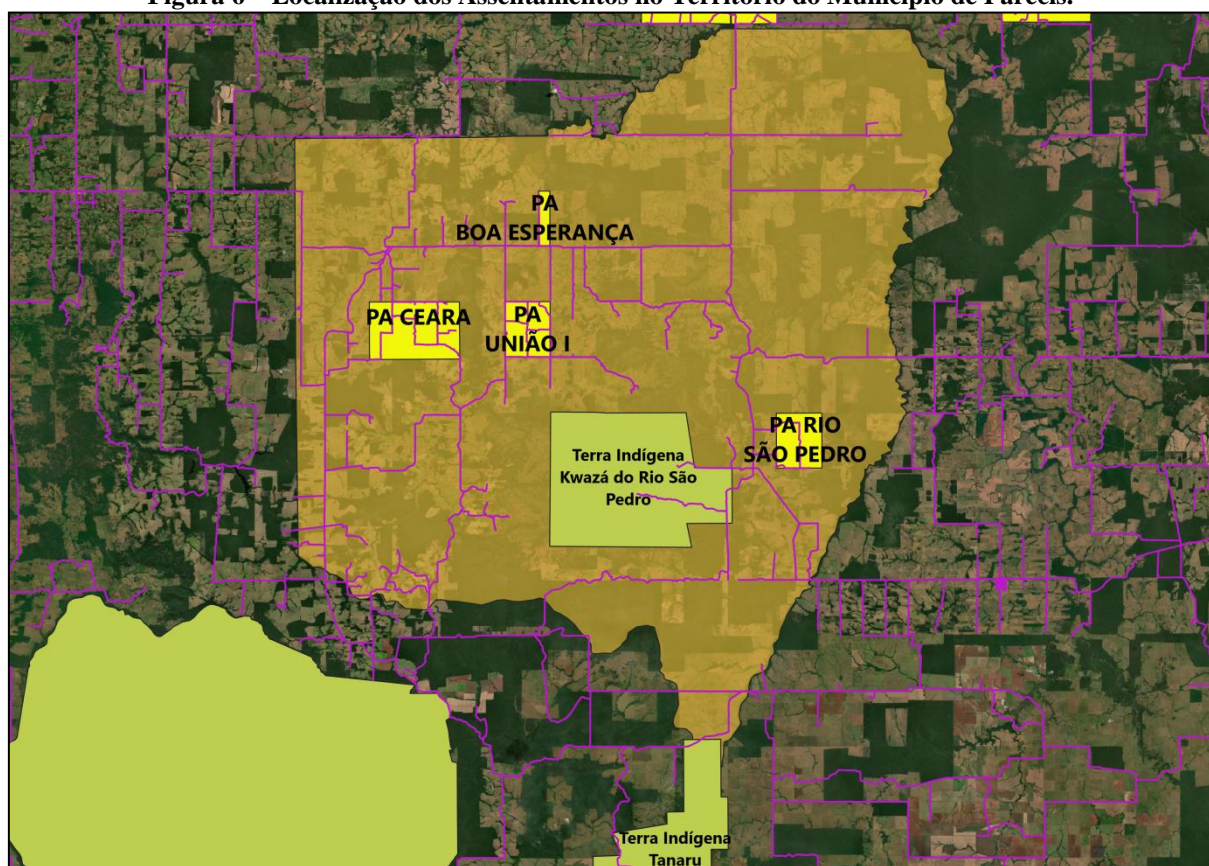 Figura 6 – Localização dos Assentamentos no Território do Município de Parecis.
PA
BOA ESPERANÇA
PA CEARA
PA
UNIÃO I
PA RIO
SÃO PEDRO
Terra Indígena
Kwazá do Rio São
Pedro
Terra Indígena
Tanaru